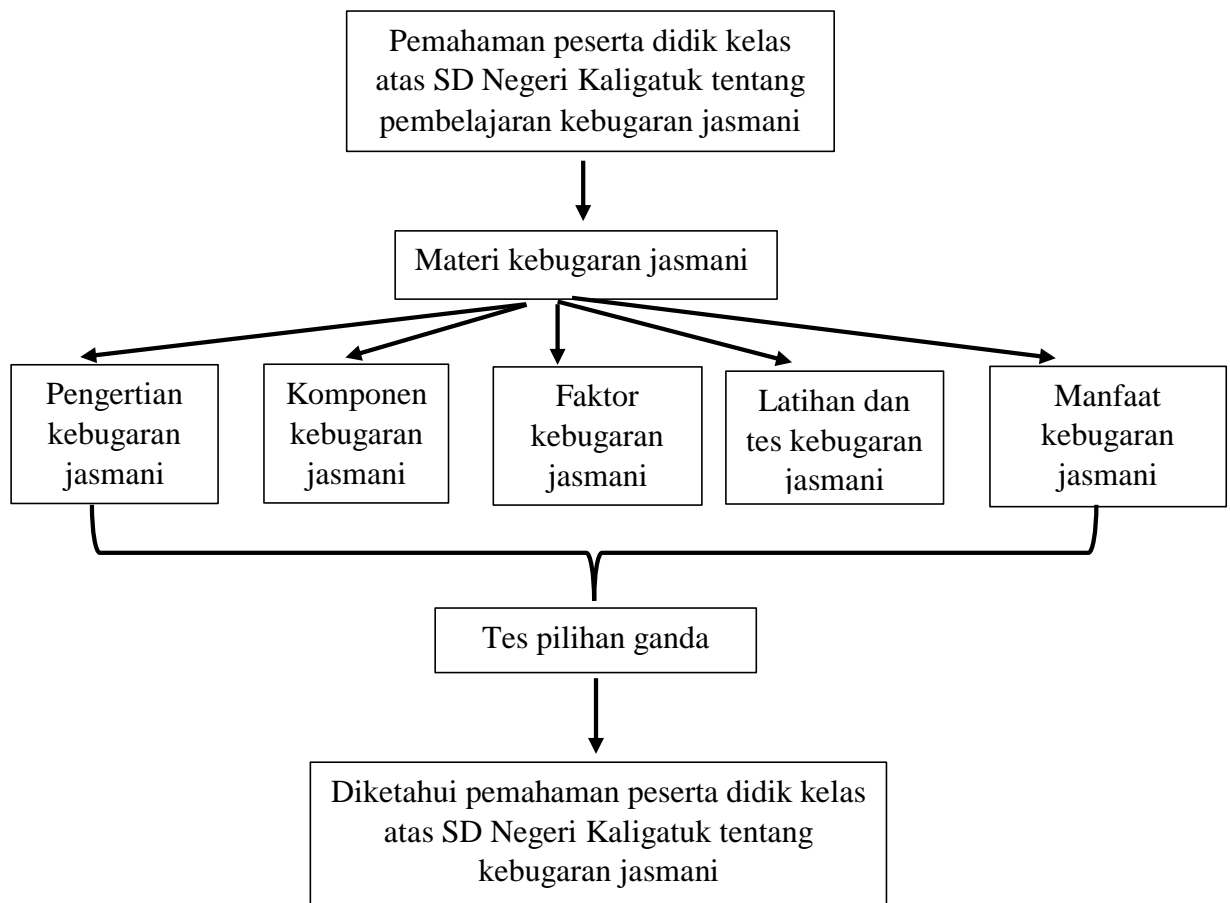 Pemahaman peserta didik kelas
atas SD Negeri Kaligatuk tentang
pembelajaran kebugaran jasmani
Materi kebugaran jasmani
Pengertian
kebugaran
jasmani
Komponen
kebugaran
jasmani
Faktor
kebugaran
jasmani
Latihan dan
tes kebugaran
jasmani
Manfaat
kebugaran
jasmani
Tes pilihan ganda
Diketahui pemahaman peserta didik kelas
atas SD Negeri Kaligatuk tentang
kebugaran jasmani